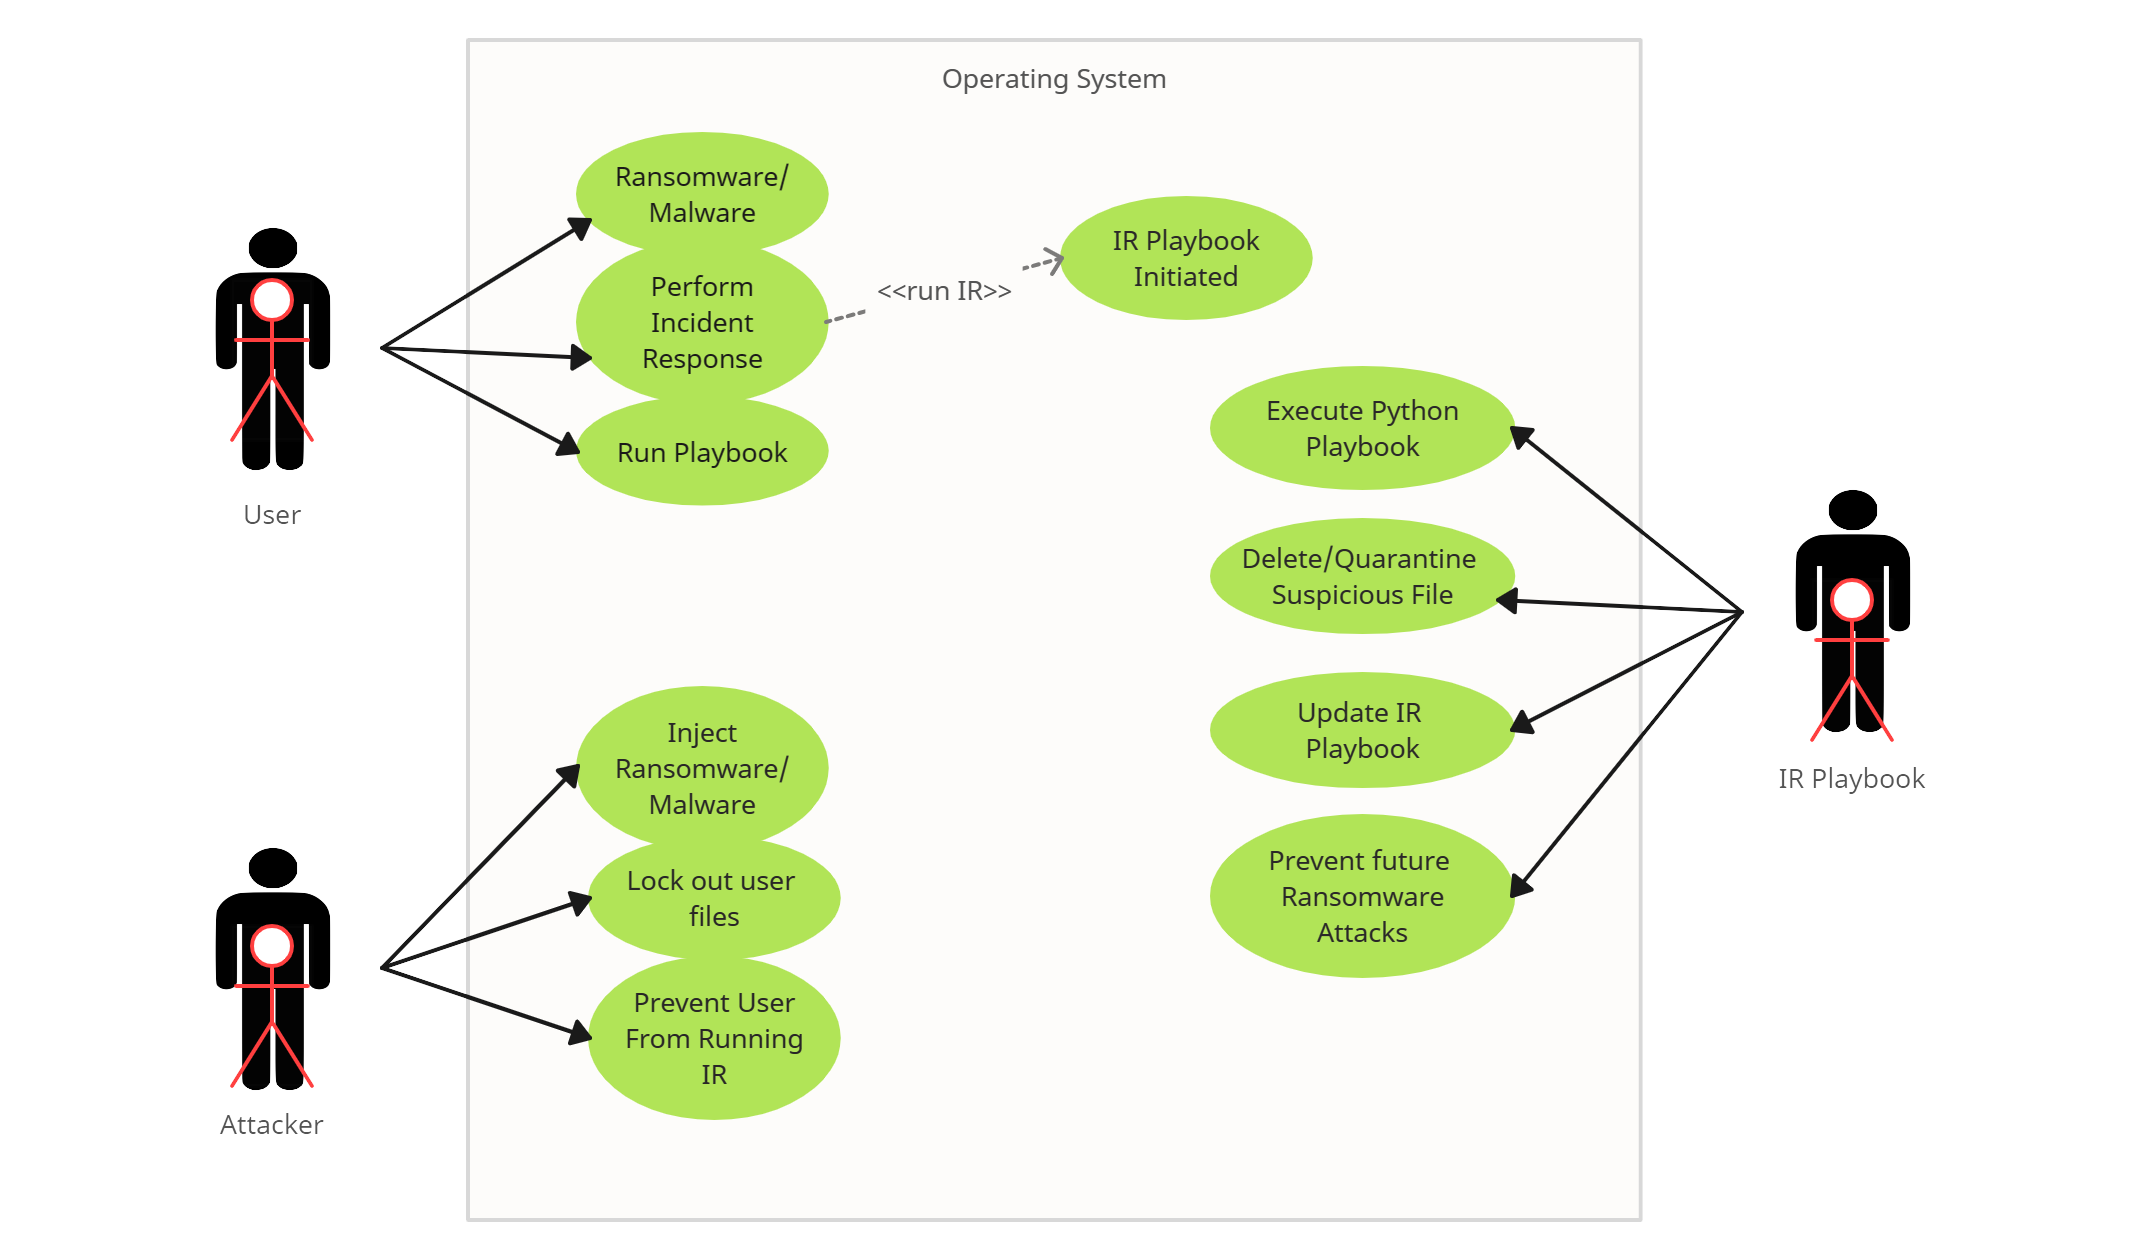 Operating System
Ransomware/
Malware
Perform
Incident
Response
Run Playbook
<<run IR>>
IR Playbook
Initiated
User
Execute Python
Playbook
Delete/Quarantine
Suspicious File
Update IR
Playbook
Prevent future
Ransomware
Attacks
IR Playbook
Inject
Ransomware/
Malware
Lock out user
files
Prevent User
From Running
IR
Attacker